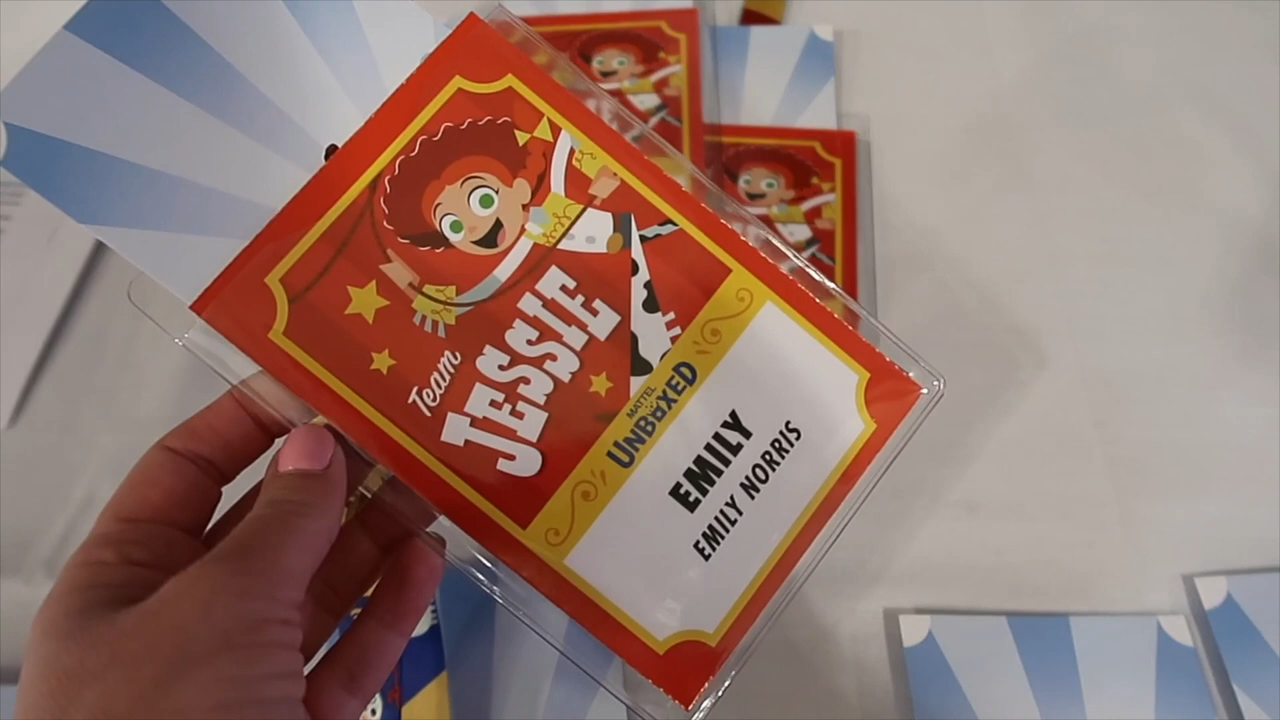 Team
JESSIE
MATTEL
UNBOXED
EMILY
EMILY NORRIS